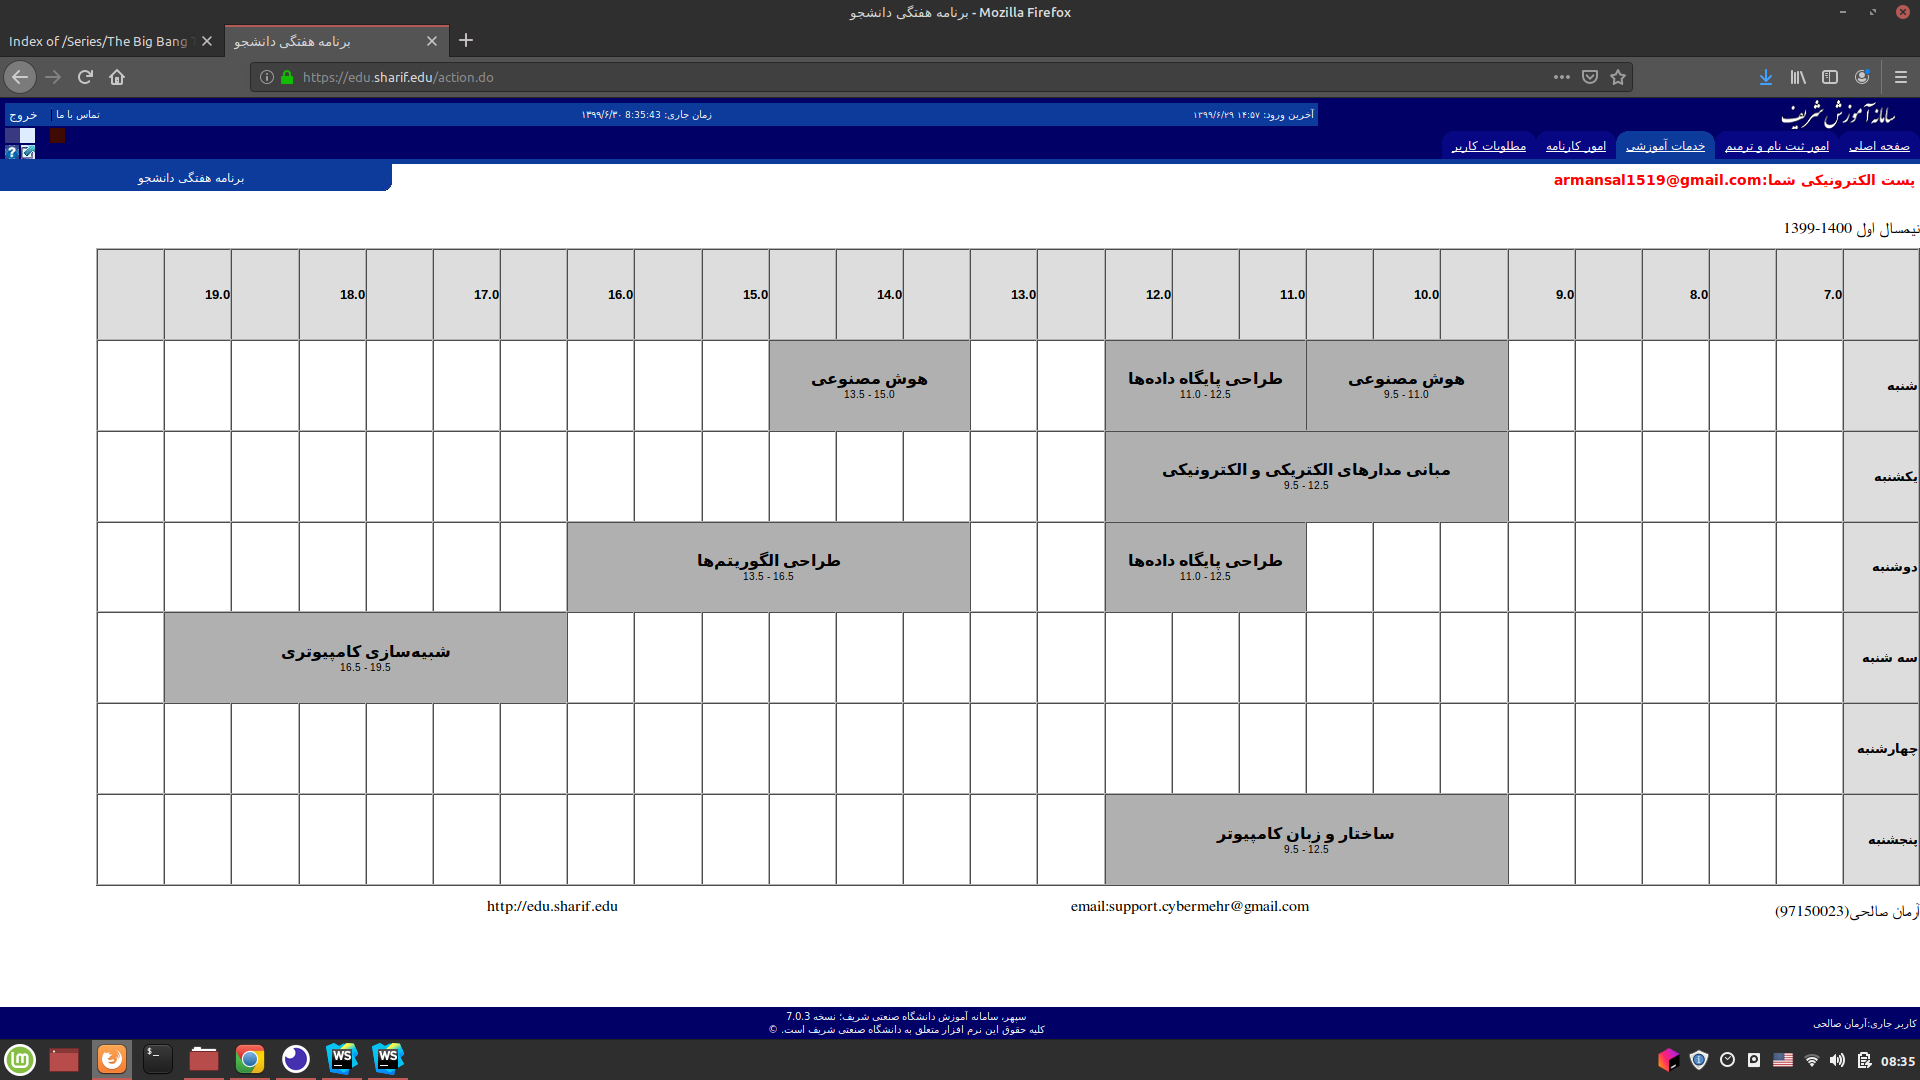 برنامه هفتگی دانشجو - Mozilla Firefox
Index of /Series/The Big Bang
برنامه هفتگی دانشجو
https://edu.sharif.edu/action.do
سامانه آموزش شریف
آخرین ورود: ۱۴:۵۷ ۱۳۹۹/۶/۲۹
زمان جاری: 8:35:43 ۱۳۹۹/۶/۳۰
تماس با ما | خروج
صفحه اصلی
امور ثبت نام و ترمیم
خدمات آموزشی
امور کارنامه
مطلوبات کاربر
برنامه هفتگی دانشجو
پست الکترونیکی شما:armansal1519@gmail.com
نیمسال اول 1400-1399
7.0 8.0 9.0 10.0 11.0 12.0 13.0 14.0 15.0 16.0 17.0 18.0 19.0
شنبه
هوش مصنوعی
9.5 - 11.0
طراحی پایگاه داده‌ها
11.0 - 12.5
هوش مصنوعی
13.5 - 15.0
یکشنبه
مبانی مدارهای الکتریکی و الکترونیکی
9.5 - 12.5
دوشنبه
طراحی پایگاه داده‌ها
11.0 - 12.5
طراحی الگوریتم‌ها
13.5 - 16.5
سه شنبه
شبیه‌سازی کامپیوتری
16.5 - 19.5
چهارشنبه
پنجشنبه
ساختار و زبان کامپیوتر
9.5 - 12.5
آرمان صالحی(97150023)
email:support.cybermehr@gmail.com
http://edu.sharif.edu
سپهر، سامانه آموزش دانشگاه صنعتی شریف؛ نسخه 7.0.3
کلیه حقوق این نرم افزار متعلق به دانشگاه صنعتی شریف است. ©
کاربر جاری:آرمان صالحی
WS
WS
08:35